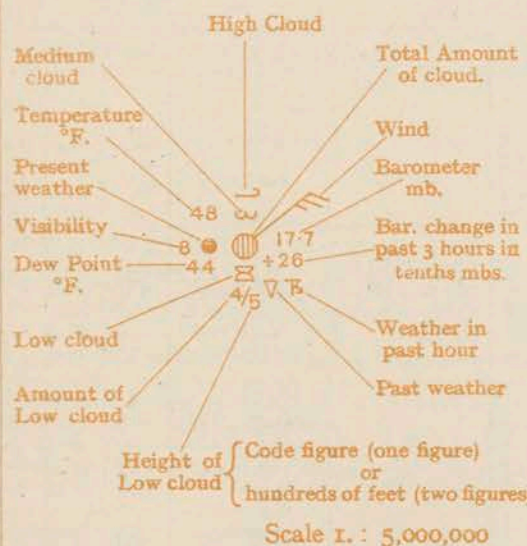 High Cloud
Medium
cloud
Total Amount
of cloud.
Temperature
°F.
Wind
Present
weather
Barometer
mb.
48
Visibility
8
17.7
Bar. change in
past 3 hours in
tenths mbs.
+26
Dew Point
°F.
44
4/5
Low cloud
Weather in
past hour
Amount of
Low cloud
Past weather
Height of
Low cloud
Code figure (one figure)
or
hundreds of feet (two figures
Scale 1. : 5,000,000